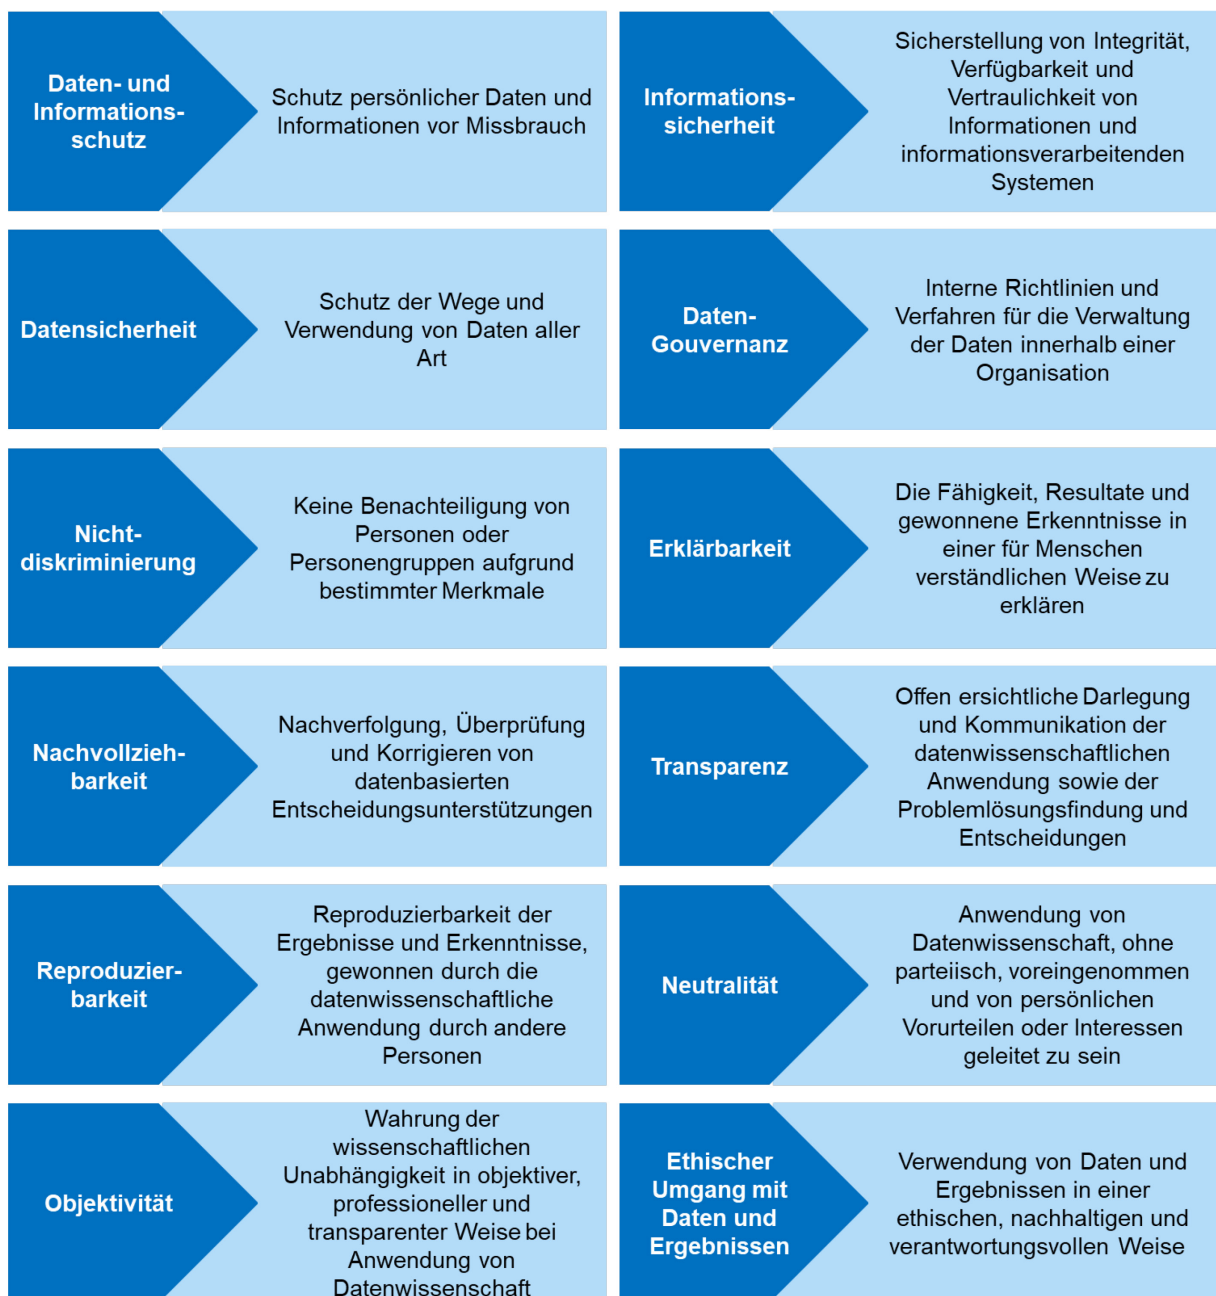 Daten- und
Informations-
schutz
Schutz persönlicher Daten und
Informationen vor Missbrauch
Informations-
sicherheit
Sicherstellung von Integrität,
Verfügbarkeit und
Vertraulichkeit von
Informationen und
informationsverarbeitenden
Systemen
Datensicherheit
Schutz der Wege und
Verwendung von Daten aller
Art
Daten-
Gouvernanz
Interne Richtlinien und
Verfahren für die Verwaltung
der Daten innerhalb einer
Organisation
Nicht-
diskriminierung
Keine Benachteiligung von
Personen oder
Personengruppen aufgrund
bestimmter Merkmale
Erklärbarkeit
Die Fähigkeit, Resultate und
gewonnene Erkenntnisse in
einer für Menschen
verständlichen Weise zu
erklären
Nachvollzieh-
barkeit
Nachverfolgung, Überprüfung
und Korrigieren von
datenbasierten
Entscheidungsunterstützungen
Transparenz
Offen ersichtliche Darlegung
und Kommunikation der
datenwissenschaftlichen
Anwendung sowie der
Problemlösungsfindung und
Entscheidungen
Reproduzier-
barkeit
Reproduzierbarkeit der
Ergebnisse und Erkenntnisse,
gewonnen durch die
datenwissenschaftliche
Anwendung durch andere
Personen
Neutralität
Anwendung von
Datenwissenschaft, ohne
parteiisch, voreingenommen
und von persönlichen
Vorurteilen oder Interessen
geleitet zu sein
Objektivität
Wahrung der
wissenschaftlichen
Unabhängigkeit in objektiver,
professioneller und
transparenter Weise bei
Anwendung von
Datenwissenschaft
Ethischer
Umgang mit
Daten und
Ergebnissen
Verwendung von Daten und
Ergebnissen in einer
ethischen, nachhaltigen und
verantwortungsvollen Weise